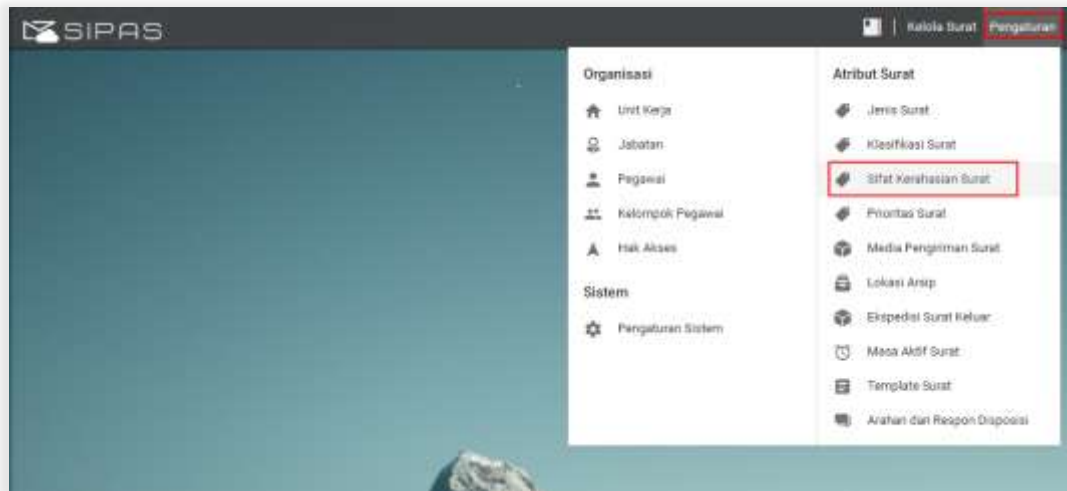 SIPAS
Kelola Surat Pengaturan
Organisasi
Unit Kerja
Jabatan
Pegawai
Kelompok Pegawai
Hak Akses
Sistem
Pengaturan Sistem
Atribut Surat
Jenis Surat
Klasifikasi Surat
Sifat Kerahasian Surat
Prioritas Surat
Media Pengiriman Surat
Lokasi Arsip
Ekspedisi Surat Keluar
Masa Aktif Surat
Template Surat
Arahan dan Respon Disposisi